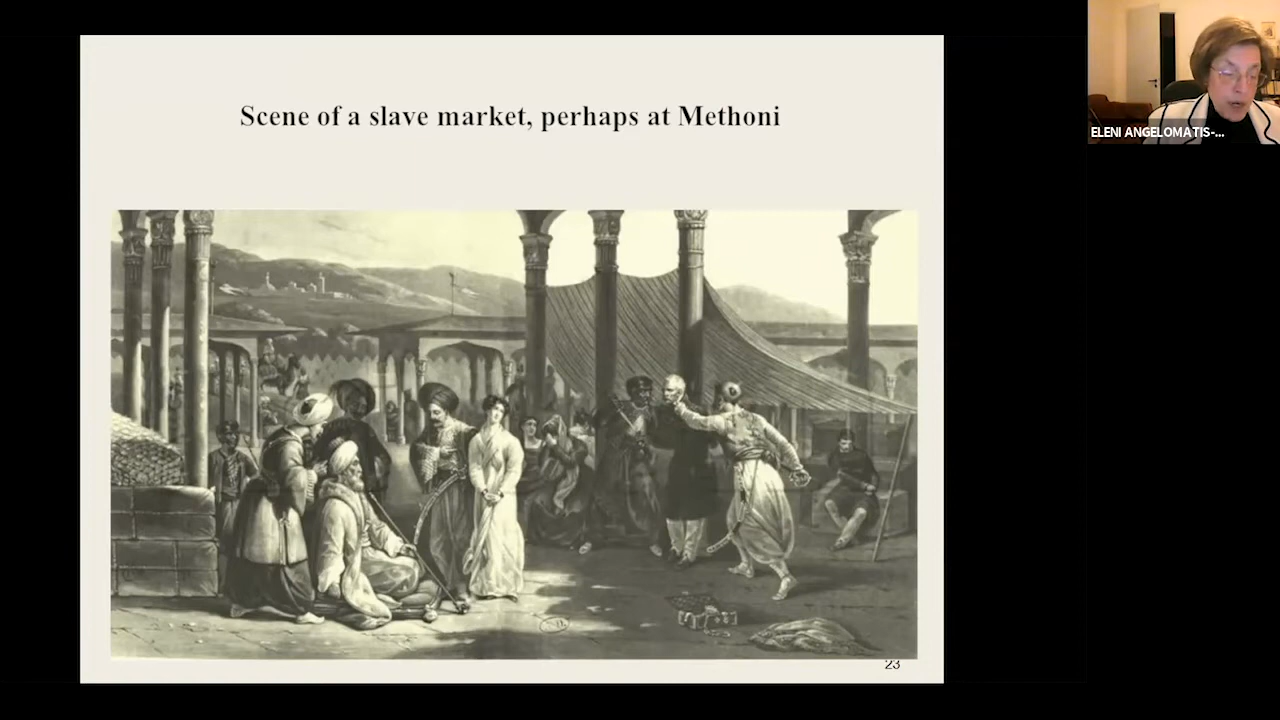 Scene of a slave market, perhaps at Methoni
ELENI ANGELOMATIS-...
23